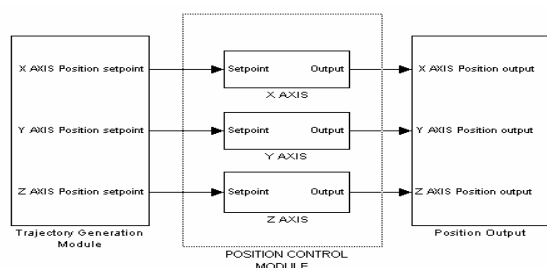 X AXIS Position setpoint
Setpoint Output
X AXIS Position output
X AXIS
Y AXIS Position setpoint
Setpoint Output
Y AXIS Position output
Y AXIS
Z AXIS Position setpoint
Setpoint Output
Z AXIS Position output
Z AXIS
Trajectory Generation
Module
Position Output
POSITION CONTROL
MODULE